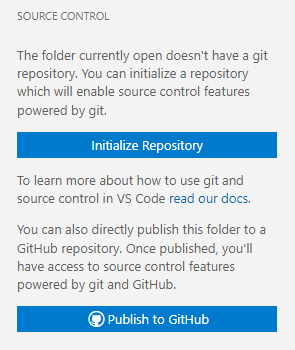 SOURCE CONTROL
The folder currently open doesn't have a git
repository. You can initialize a repository
which will enable source control features
powered by git.
Initialize Repository
To learn more about how to use git and
source control in VS Code read our docs.
You can also directly publish this folder to a
GitHub repository. Once published, you'll
have access to source control features
powered by git and GitHub.
Publish to GitHub